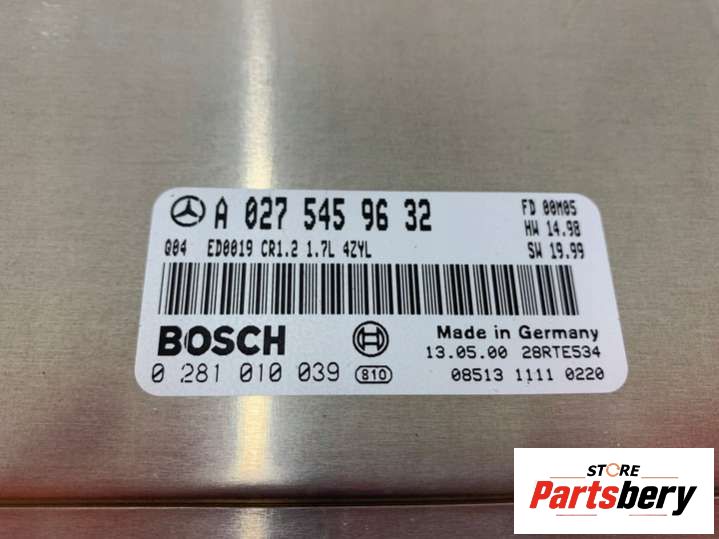 A 027 545 96 32
FD 00M05
HW 14.98
Q04 ED0019 CR1.2 1.7L 4ZYL
SW 19.99
BOSCH
Made in Germany
13.05.00 28RTE534
0 281 010 039 810
08513 1111 0220
STORE
Partsbery